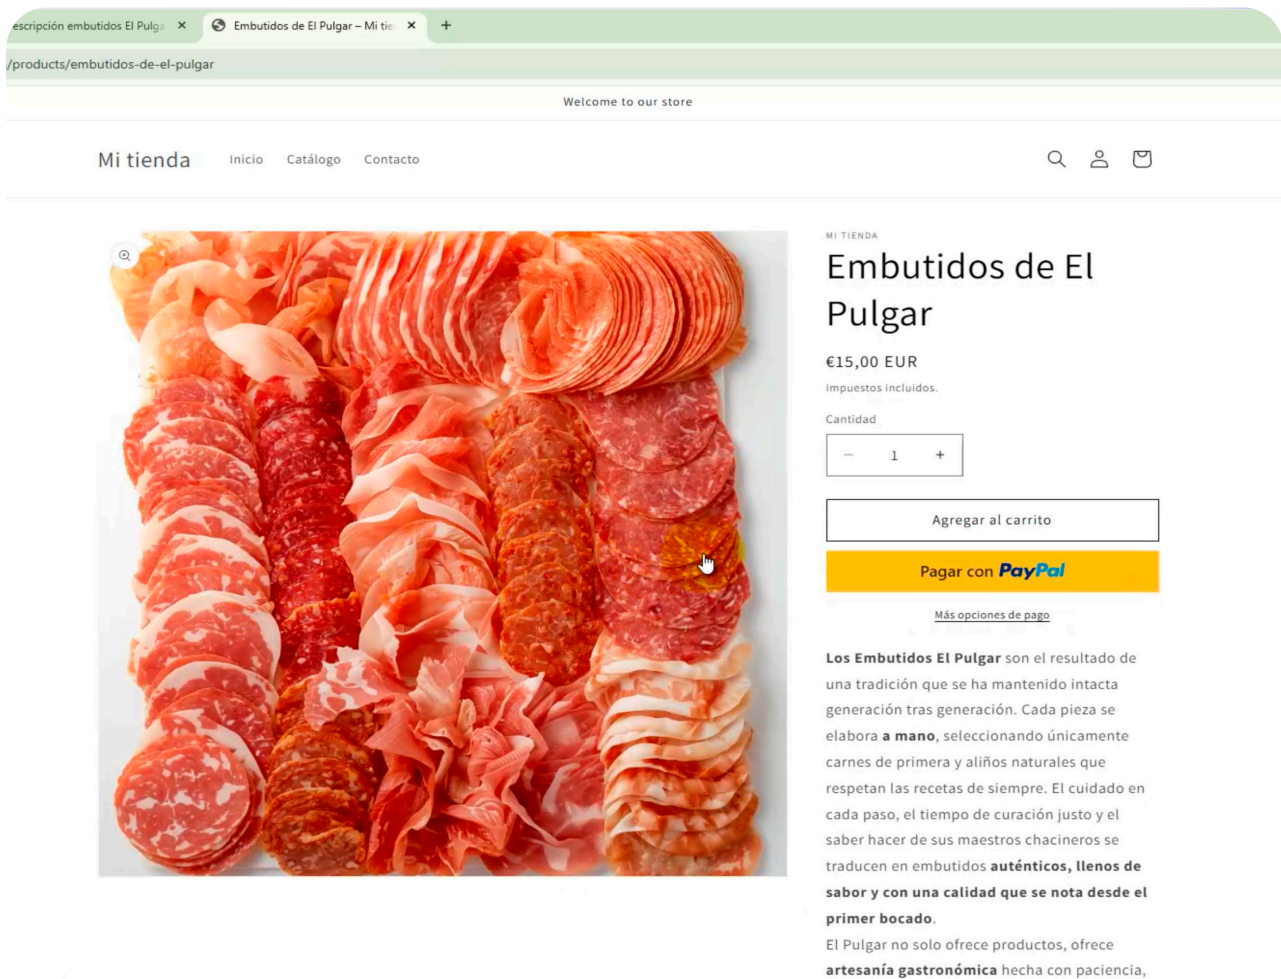 escripción embutidos El Pulga
Embutidos de El Pulgar – Mi tie
/products/embutidos-de-el-pulgar
Welcome to our store
Mi tienda
Inicio
Catálogo
Contacto
MI TIENDA
Embutidos de El
Pulgar
€15,00 EUR
Impuestos incluidos.
Cantidad
1
Agregar al carrito
Pagar con PayPal
Más opciones de pago
Los Embutidos El Pulgar son el resultado de
una tradición que se ha mantenido intacta
generación tras generación. Cada pieza se
elabora a mano, seleccionando únicamente
carnes de primera y aliños naturales que
respetan las recetas de siempre. El cuidado en
cada paso, el tiempo de curación justo y el
saber hacer de sus maestros chacineros se
traducen en embutidos auténticos, llenos de
sabor y con una calidad que se nota desde el
primer bocado.
El Pulgar no solo ofrece productos, ofrece
artesanía gastronómica hecha con paciencia,